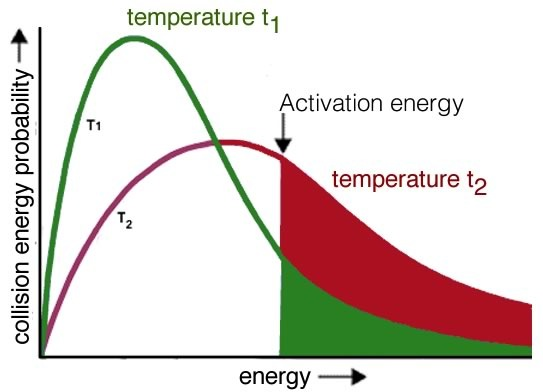 temperature t1
collision energy probability
Activation energy
T1
temperature t2
T2
energy